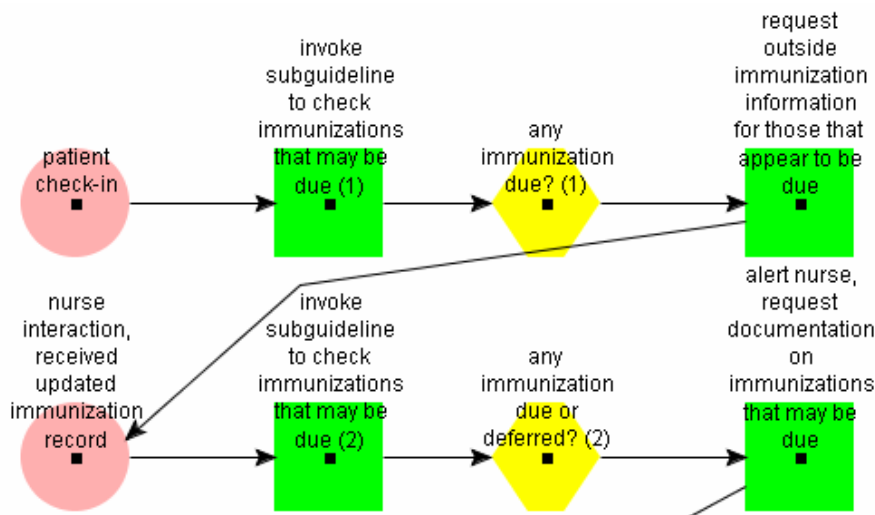 patient
check-in
invoke
subguideline
to check
immunizations
that may be
due (1)
any
immunization
due? (1)
request
outside
immunization
information
for those that
appear to be
due
nurse
interaction,
received
updated
immunization
record
invoke
subguideline
to check
immunizations
that may be
due (2)
any
immunization
due or
deferred? (2)
alert nurse,
request
documentation
on
immunizations
that may be
due